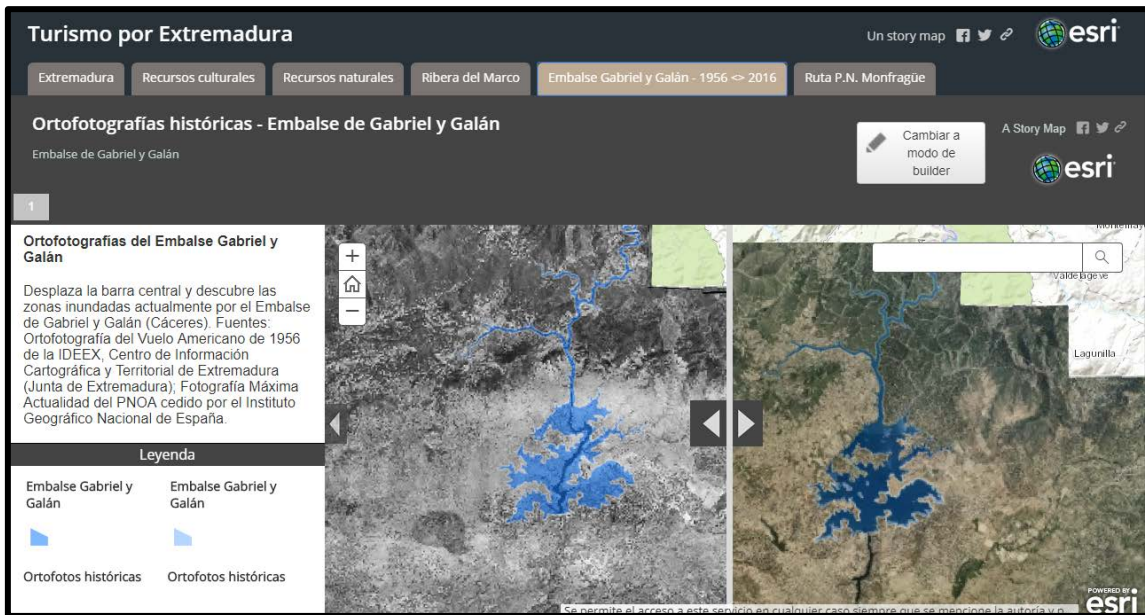 Turismo por Extremadura
Un story map
esri
Extremadura
Recursos culturales
Recursos naturales
Ribera del Marco
Embalse Gabriel y Galán - 1956 <> 2016
Ruta P.N. Monfragüe
Ortofotografías históricas - Embalse de Gabriel y Galán
Embalse de Gabriel y Galán
Cambiar a
modo de
builder
A Story Map
esri
1
Ortofotografías del Embalse Gabriel y
Galán
Desplaza la barra central y descubre las
zonas inundadas actualmente por el Embalse
de Gabriel y Galán (Cáceres). Fuentes:
Ortofotografía del Vuelo Americano de 1956
de la IDEEX, Centro de Información
Cartográfica y Territorial de Extremadura
(Junta de Extremadura); Fotografía Máxima
Actualidad del PNOA cedido por el Instituto
Geográfico Nacional de España.
Leyenda
Embalse Gabriel y
Galán
Embalse Gabriel y
Galán
Ortofotos históricas
Ortofotos históricas
+
−
Lagunilla
Se permite el acceso a este servicio en cualquier caso siempre que se mencione la autoría y p
POWERED BY
esri